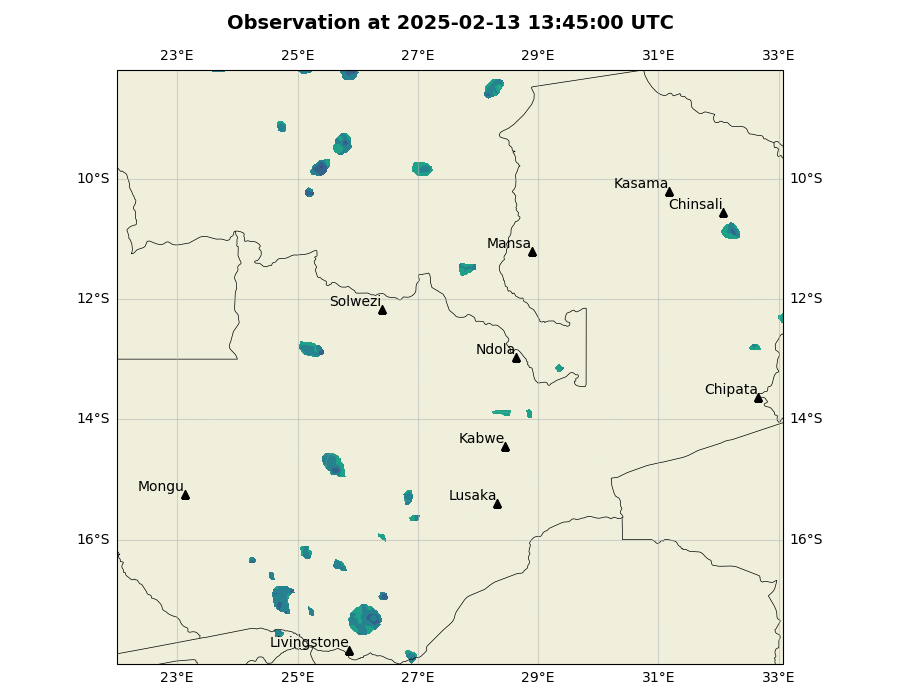 Observation at 2025-02-13 13:45:00 UTC
23°E 25°E 27°E 29°E 31°E 33°E
10°S 10°S
Kasama
Chinsali
Mansa
12°S 12°S
Solwezi
Ndola
Chipata
14°S 14°S
Kabwe
Mongu
Lusaka
16°S 16°S
Livingstone
23°E 25°E 27°E 29°E 31°E 33°E